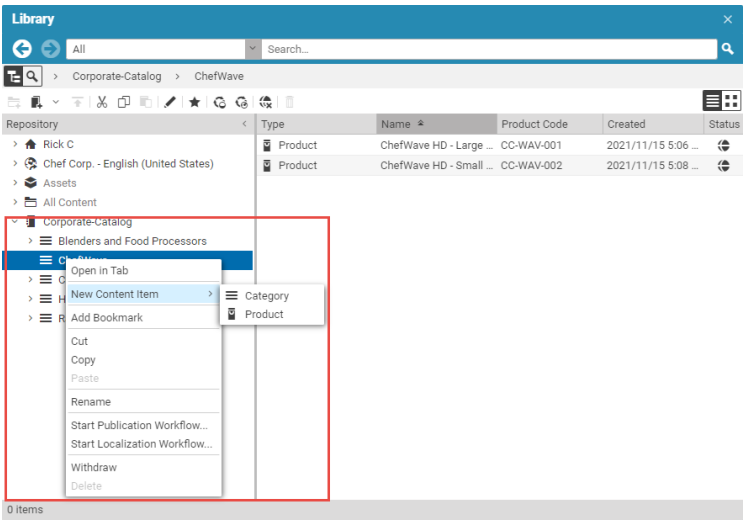 Library
All
Search...
Corporate-Catalog > ChefWave
Repository
Type
Name
Product Code
Created
Status
Rick C
Product
ChefWave HD - Large ...
CC-WAV-001
2021/11/15 5:06 ...
Chef Corp. - English (United States)
Product
ChefWave HD - Small ...
CC-WAV-002
2021/11/15 5:08 ...
Assets
All Content
Corporate-Catalog
Blenders and Food Processors
ChefWave
C
H
R
Open in Tab
New Content Item
Category
Product
Add Bookmark
Cut
Copy
Paste
Rename
Start Publication Workflow...
Start Localization Workflow...
Withdraw
Delete
0 items